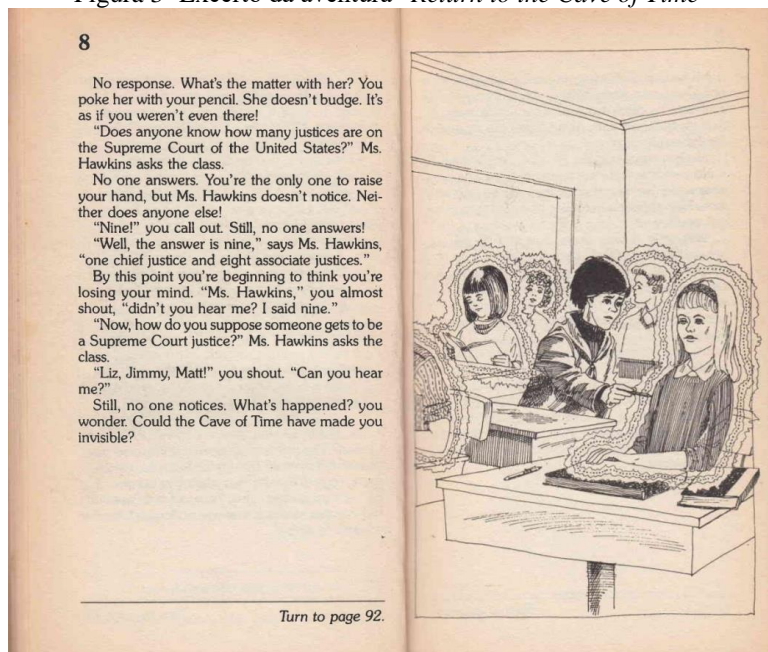 Figura 3- Excerto da aventura "Return to the Cave of Time"
8
No response. What's the matter with her? You
poke her with your pencil. She doesn't budge. It's
as if you weren't even there!
"Does anyone know how many justices are on
the Supreme Court of the United States?" Ms.
Hawkins asks the class.
No one answers. You're the only one to raise
your hand, but Ms. Hawkins doesn't notice. Nei-
ther does anyone else!
"Nine!" you call out. Still, no one answers!
"Well, the answer is nine," says Ms. Hawkins,
"one chief justice and eight associate justices."
By this point you're beginning to think you're
losing your mind. "Ms. Hawkins," you almost
shout, "didn't you hear me? I said nine."
"Now, how do you suppose someone gets to be
a Supreme Court justice?" Ms. Hawkins asks the
class.
"Liz, Jimmy, Matt!" you shout. "Can you hear
me?"
Still, no one notices. What's happened? you
wonder. Could the Cave of Time have made you
invisible?
Turn to page 92.